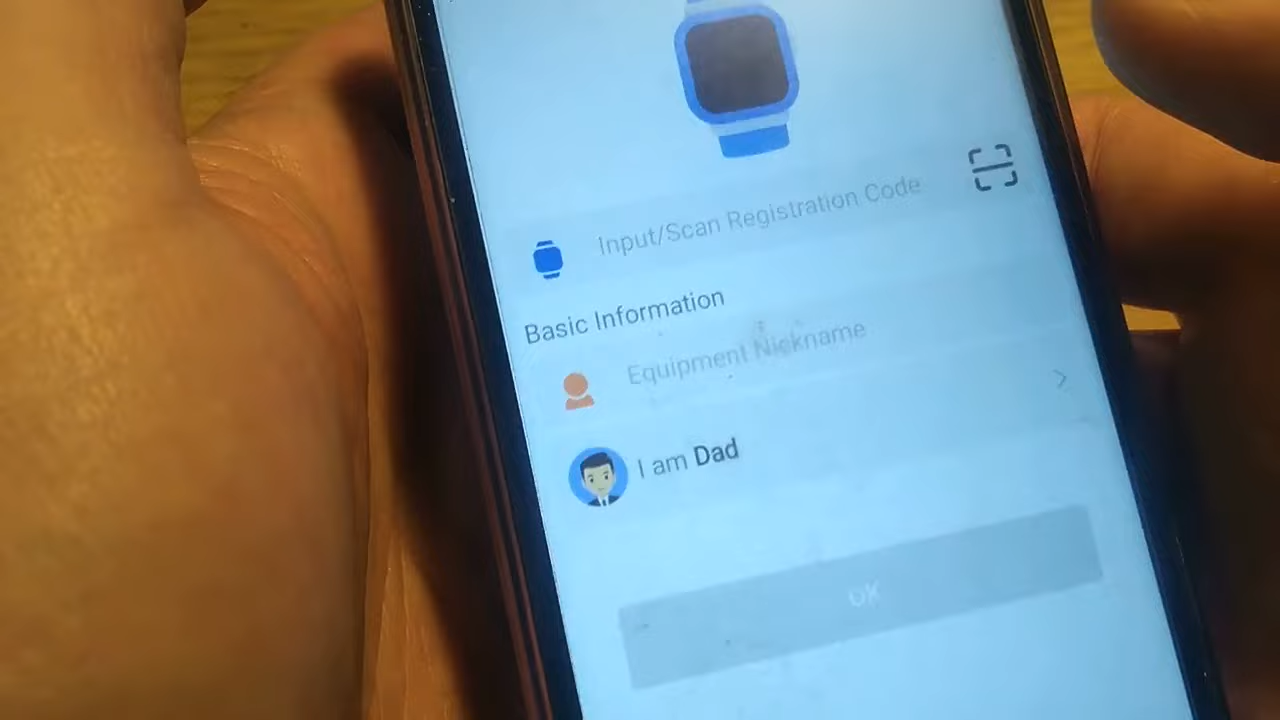 Input/Scan Registration Code
Basic Information
Equipment Nickname
I am Dad
OK